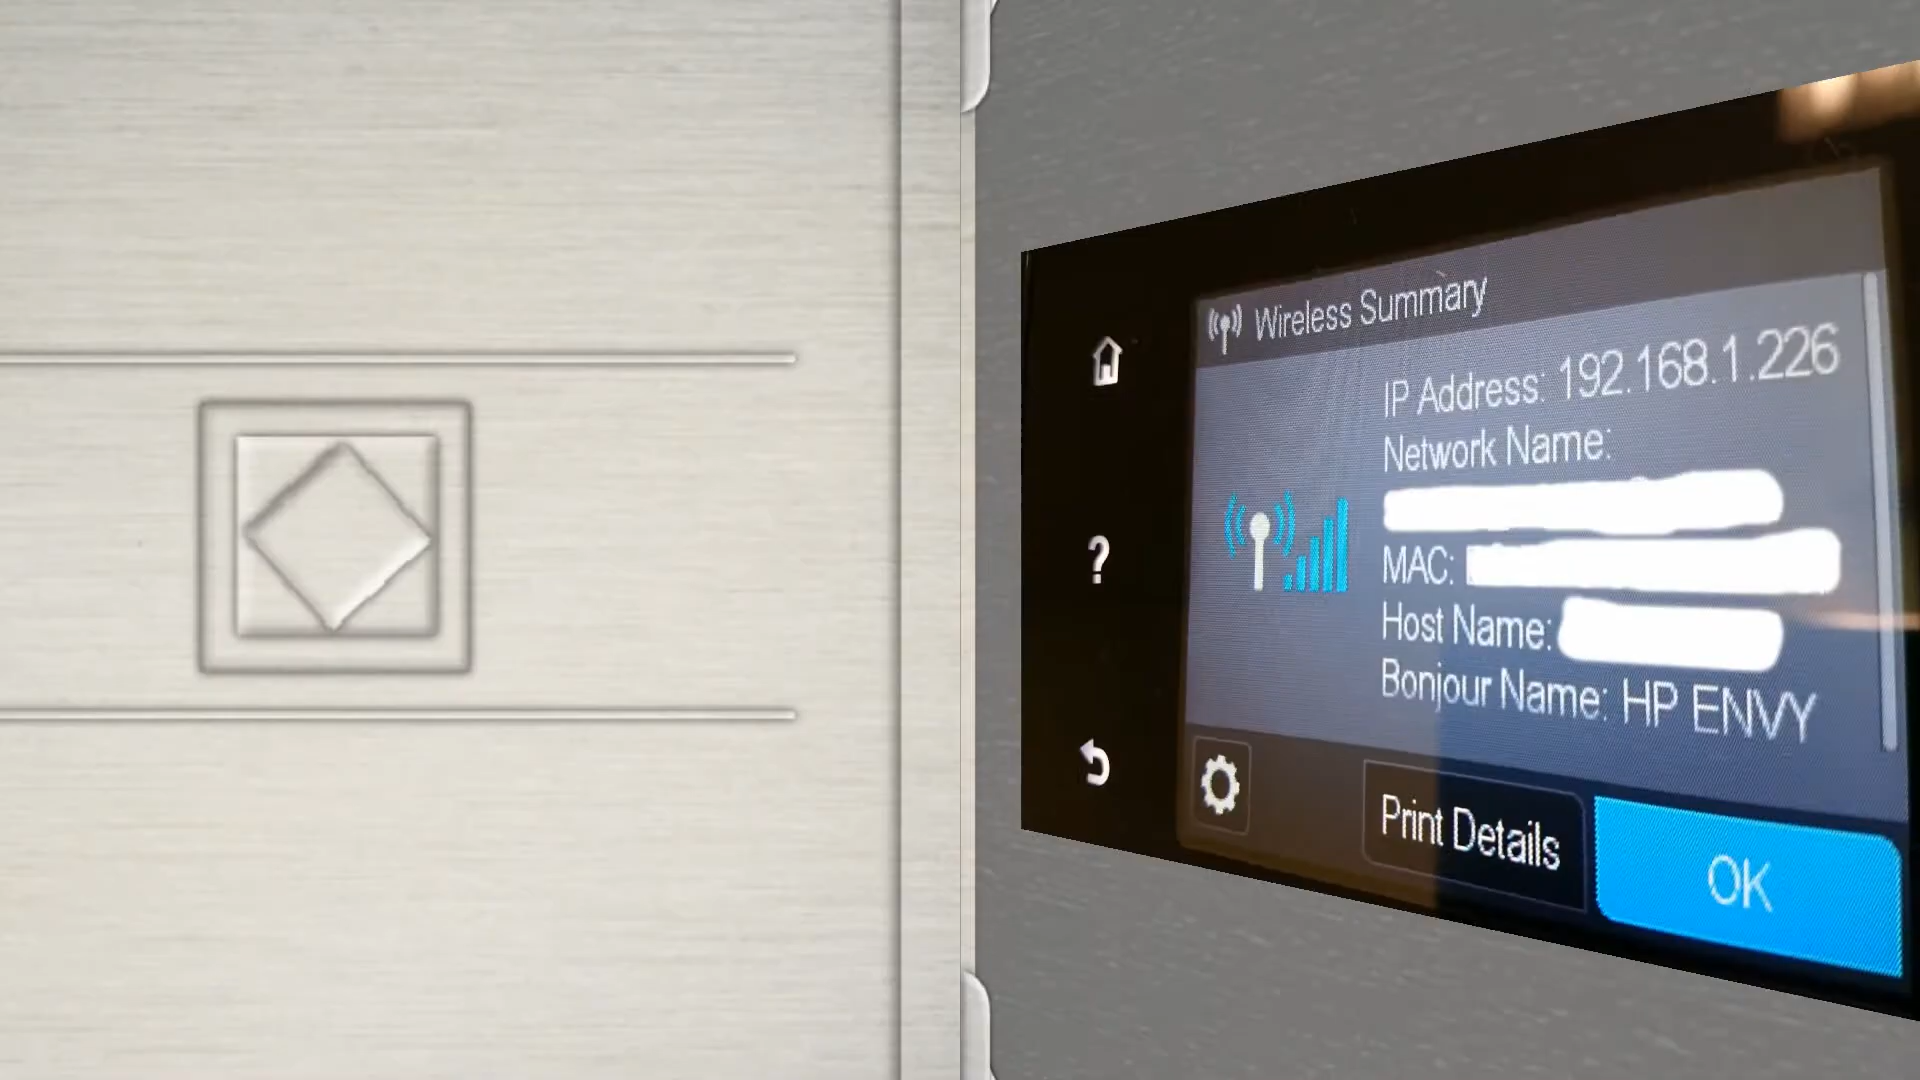 Wireless Summary
IP Address: 192.168.1.226
Network Name:
MAC:
Host Name:
Bonjour Name: HP ENVY
?
Print Details
OK